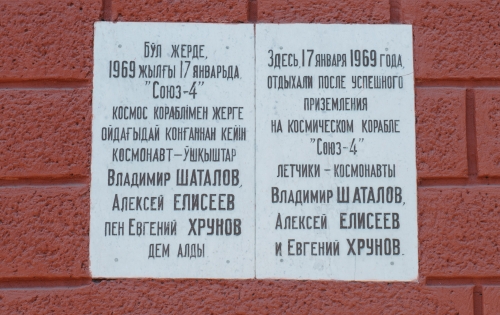 БҰЛ ЖЕРДЕ,
1969 ЖЫЛҒЫ 17 ЯНВАРЬДА
"СОЮЗ-4"
КОСМОС КОРАБЛІМЕН ЖЕРГЕ
ОЙДАҒЫДАЙ КОНҒАННАН КЕЙІН
КОСМОНАВТ-ҰШҚЫШТАР
ВЛАДИМИР ШАТАЛОВ,
АЛЕКСЕЙ ЕЛИСЕЕВ
ПЕН ЕВГЕНИЙ ХРУНОВ
ДЕМ АЛДЫ
ЗДЕСЬ, 17 ЯНВАРЯ 1969 ГОДА,
ОТДЫХАЛИ ПОСЛЕ УСПЕШНОГО
ПРИЗЕМЛЕНИЯ
НА КОСМИЧЕСКОМ КОРАБЛЕ
"СОЮЗ-4"
ЛЕТЧИКИ-КОСМОНАВТЫ
ВЛАДИМИР ШАТАЛОВ,
АЛЕКСЕЙ ЕЛИСЕЕВ
И ЕВГЕНИЙ ХРУНОВ.